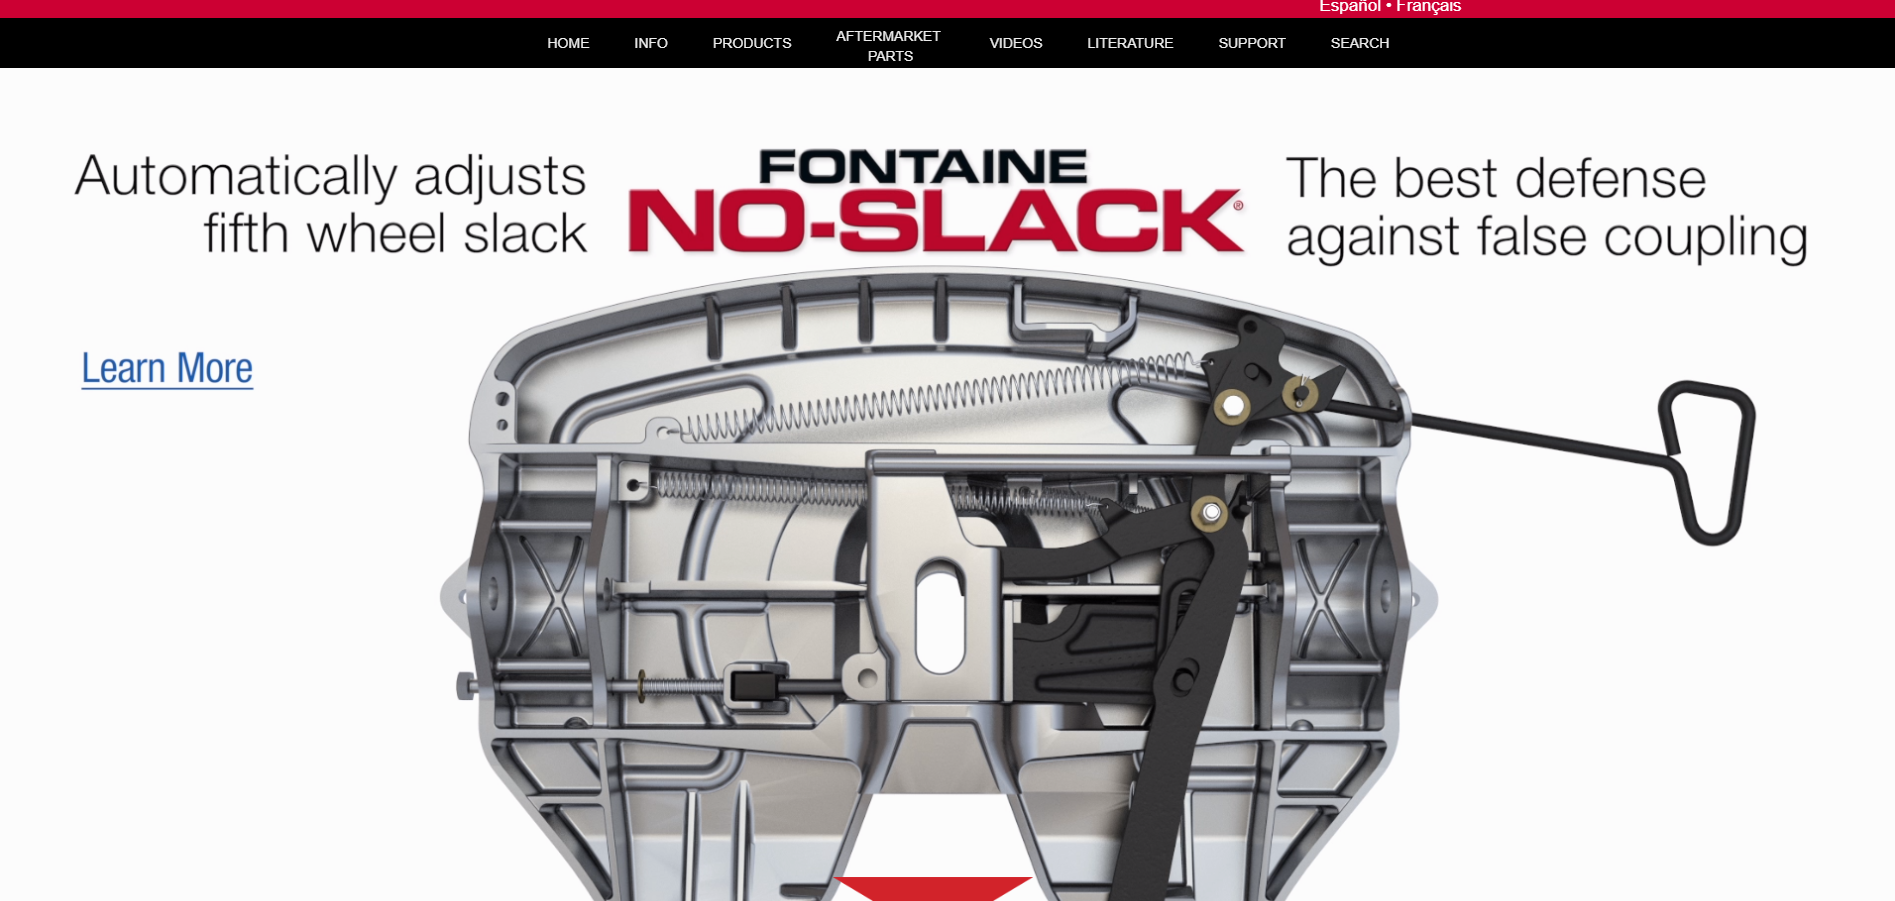 Español • Français
HOME
INFO
PRODUCTS
AFTERMARKET
PARTS
VIDEOS
LITERATURE
SUPPORT
SEARCH
Automatically adjusts
fifth wheel slack
FONTAINE
NO-SLACK®
The best defense
against false coupling
Learn More